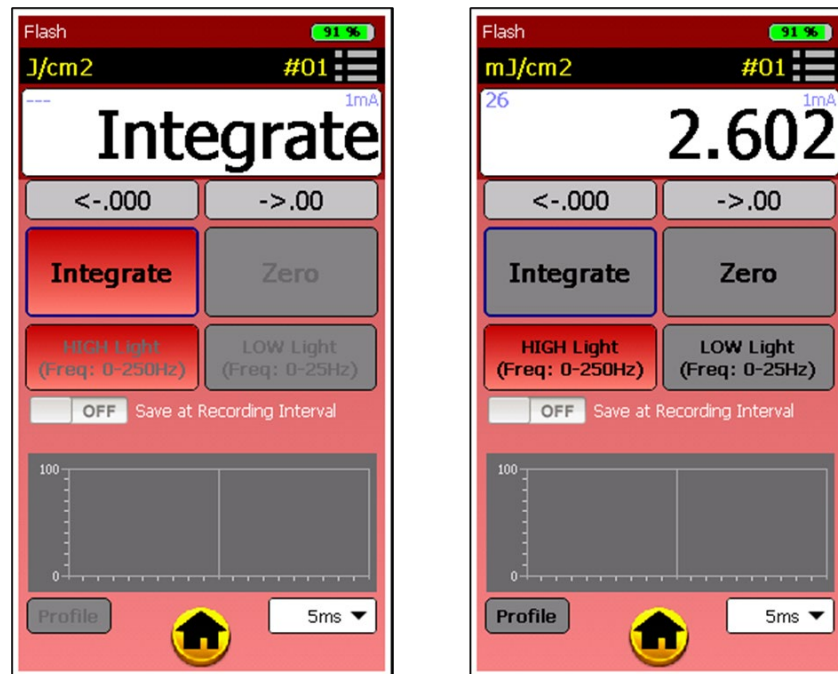 Flash
91 %
J/cm2
#01
---
1mA
Integrate
<-.000
->.00
Integrate
Zero
HIGH Light
(Freq: 0-250Hz)
LOW Light
(Freq: 0-25Hz)
OFF
Save at Recording Interval
100
0
Profile
5ms
Flash
91 %
mJ/cm2
#01
26
1mA
2.602
<-.000
->.00
Integrate
Zero
HIGH Light
(Freq: 0-250Hz)
LOW Light
(Freq: 0-25Hz)
OFF
Save at Recording Interval
100
0
Profile
5ms